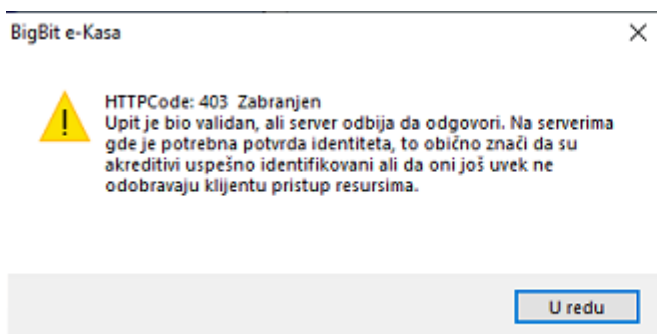 BigBit e-Kasa
HTTPCode: 403 Zabranjen
Upit je bio validan, ali server odbija da odgovori. Na serverima
gde je potrebna potvrda identiteta, to obično znači da su
akreditivi uspešno identifikovani ali da oni još uvek ne
odobravaju klijentu pristup resursima.
U redu